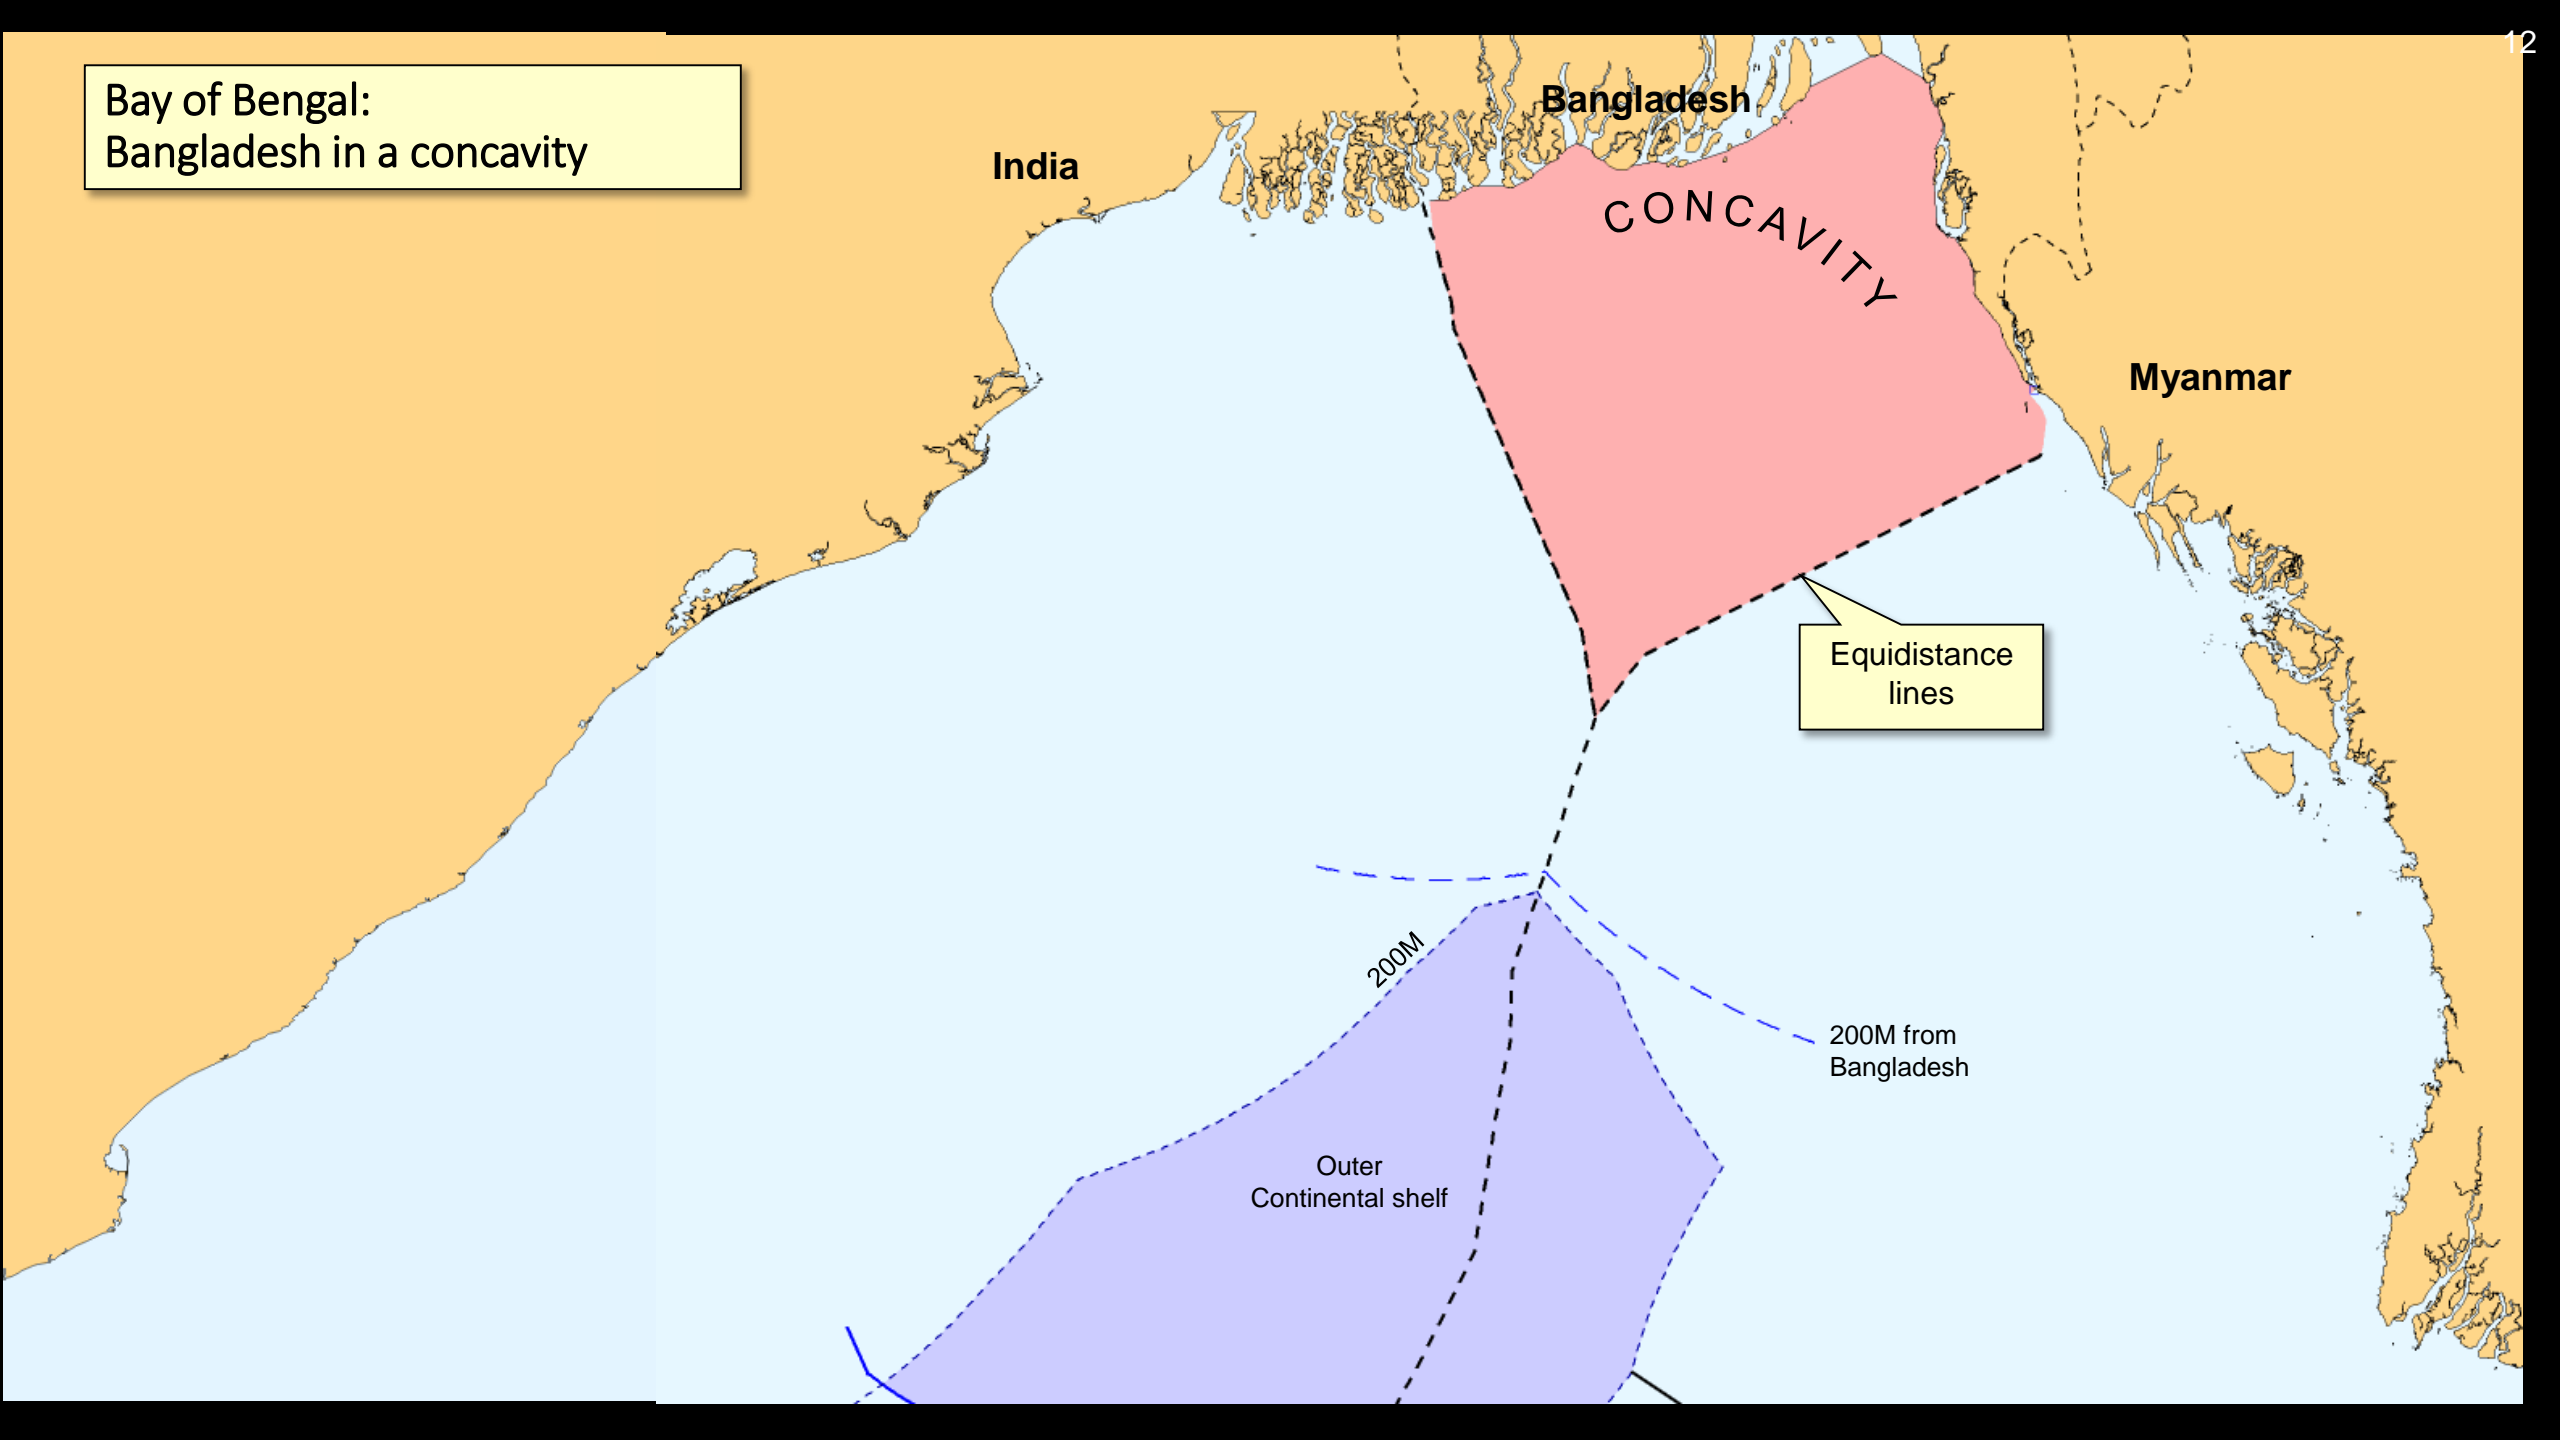 12
Bay of Bengal:
Bangladesh in a concavity
Bangladesh
India
CONCAVITY
Myanmar
Equidistance
lines
200M
200M from
Bangladesh
Outer
Continental shelf